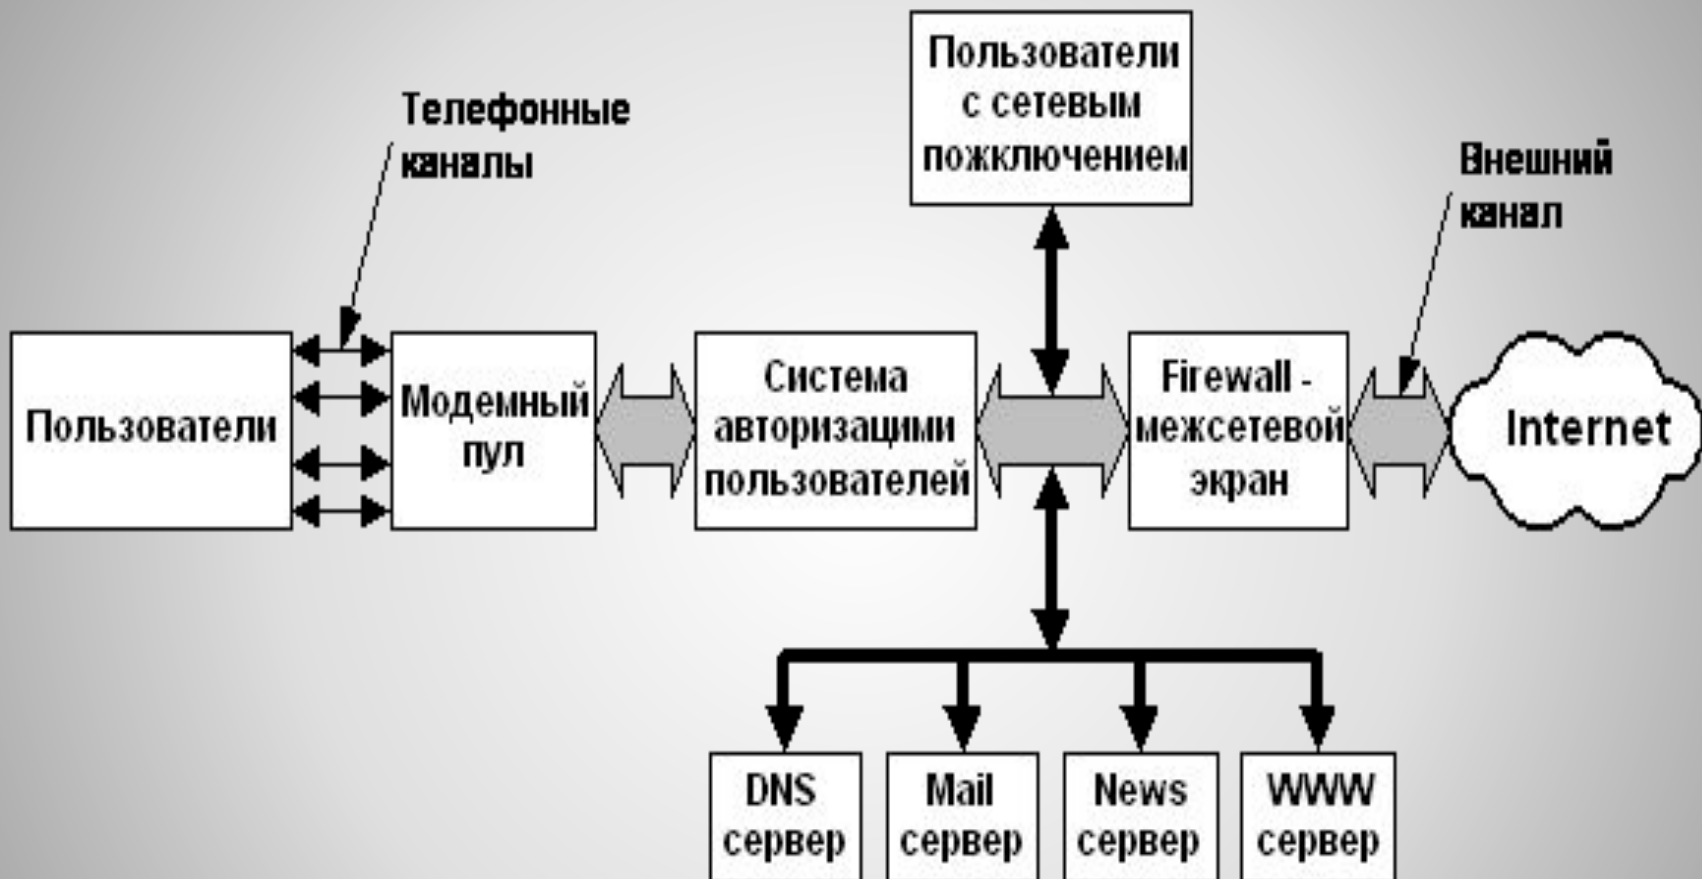 Пользователи
с сетевым
пожключением
Телефонные
каналы
Внешний
канал
Пользователи
Модемный
пул
Система
авторизацими
пользователей
Firewall -
межсетевой
экран
Internet
DNS
сервер
Mail
сервер
News
сервер
WWW
сервер